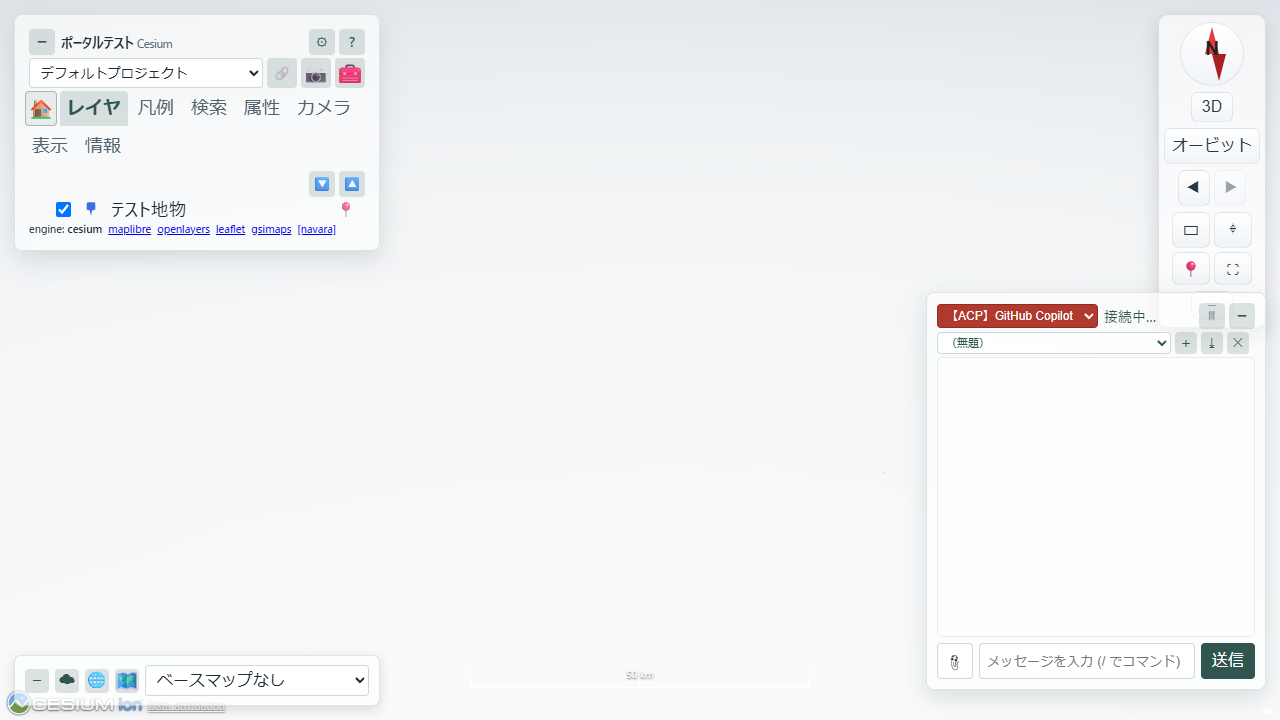 ポータルテスト Cesium
?
デフォルトプロジェクト
レイヤ 凡例 検索 属性 カメラ
表示 情報
テスト地物
engine: cesium maplibre openlayers leaflet gsimaps [navara]
N
3D
オービット
【ACP】GitHub Copilot 接続中...
(無題)
メッセージを入力 (/ でコマンド) 送信
ベースマップなし
50 km
CESIUM ion Data attribution